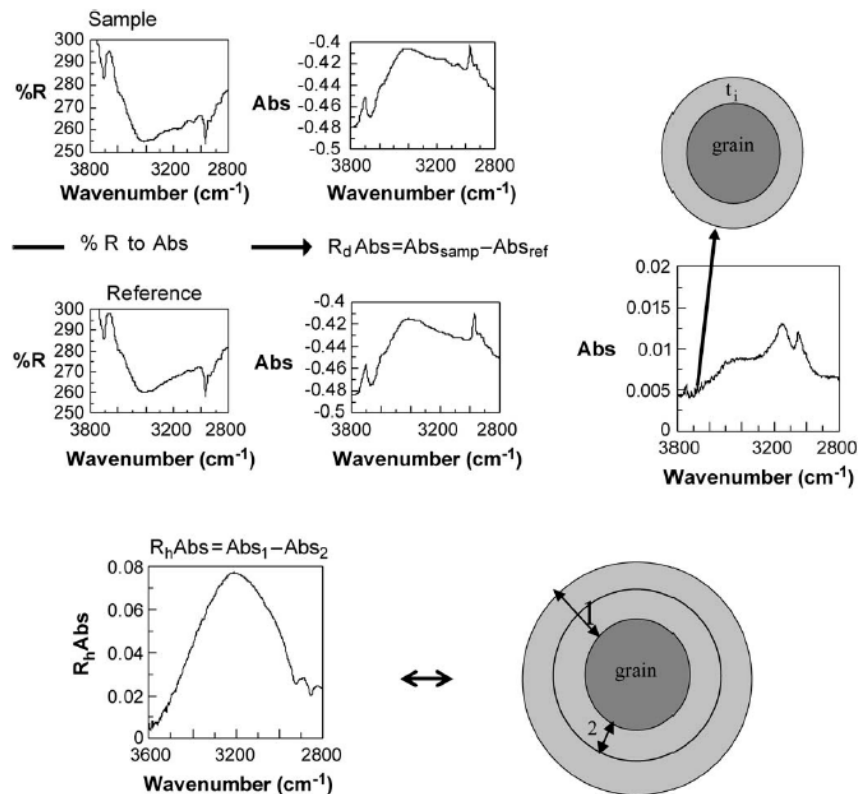 Sample
300
290
%R
280
270
260
250
3800 3200 2800
Wavenumber (cm-1)
-0.4
-0.42
Abs
-0.44
-0.46
-0.48
-0.5
3800 3200 2800
Wavenumber (cm-1)
ti
grain
% R to Abs
Rd Abs=Abssamp–Absref
Reference
300
290
%R
280
270
260
250
3800 3200 2800
Wavenumber (cm-1)
-0.4
-0.42
Abs
-0.44
-0.46
-0.48
-0.5
3800 3200 2800
Wavenumber (cm-1)
0.02
0.015
Abs
0.01
0.005
0
3800 3200 2800
Wavenumber (cm-1)
RhAbs=Abs1–Abs2
0.08
0.06
RhAbs
0.04
0.02
0
3600 3200 2800
Wavenumber (cm-1)
1
grain
2